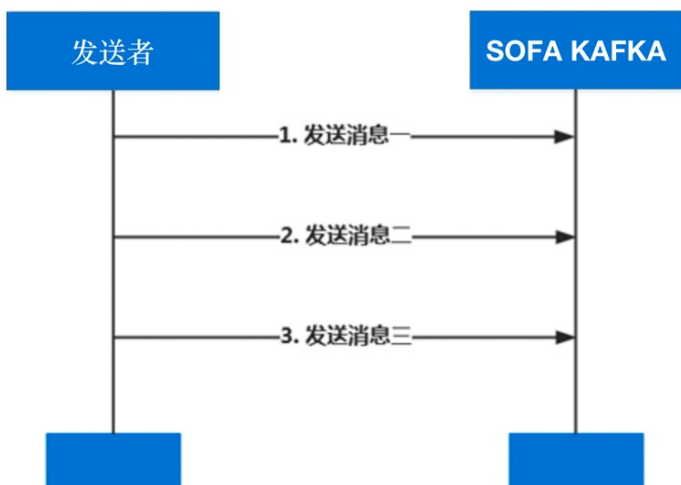 发送者
SOFA KAFKA
1. 发送消息一
2. 发送消息二
3. 发送消息三